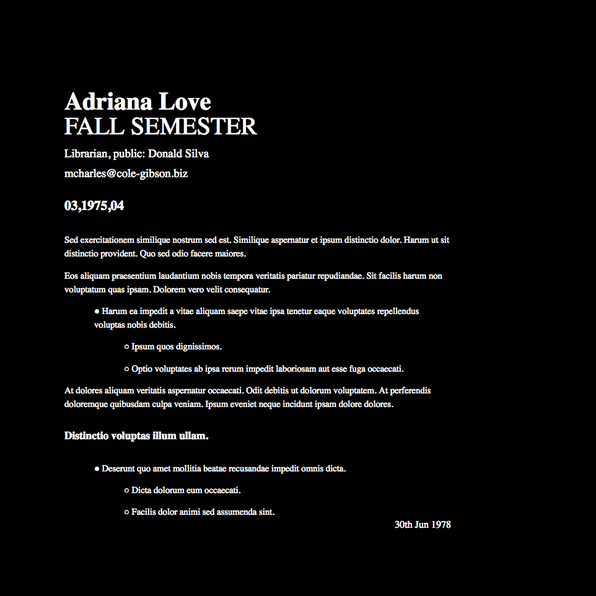 Adriana Love
FALL SEMESTER
Librarian, public: Donald Silva
mcharles@cole-gibson.biz
03,1975,04
Sed exercitationem similique nostrum sed est. Similique aspernatur et ipsum distinctio dolor. Harum ut sit
distinctio provident. Quo sed odio facere maiores.
Eos aliquam praesentium laudantium nobis tempora veritatis pariatur repudiandae. Sit facilis harum non
voluptatum quas ipsam. Dolorem vero velit consequatur.
● Harum ea impedit a vitae aliquam saepe vitae ipsa tenetur eaque voluptates repellendus
voluptas nobis debitis.
○ Ipsum quos dignissimos.
○ Optio voluptates ab ipsa rerum impedit laboriosam aut esse fuga occaecati.
At dolores aliquam veritatis aspernatur occaecati. Odit debitis ut dolorum voluptatem. At perferendis
doloremque quibusdam culpa veniam. Ipsum eveniet neque incidunt ipsam dolore dolores.
Distinctio voluptas illum ullam.
● Deserunt quo amet mollitia beatae recusandae impedit omnis dicta.
○ Dicta dolorum eum occaecati.
○ Facilis dolor animi sed assumenda sint.
30th Jun 1978